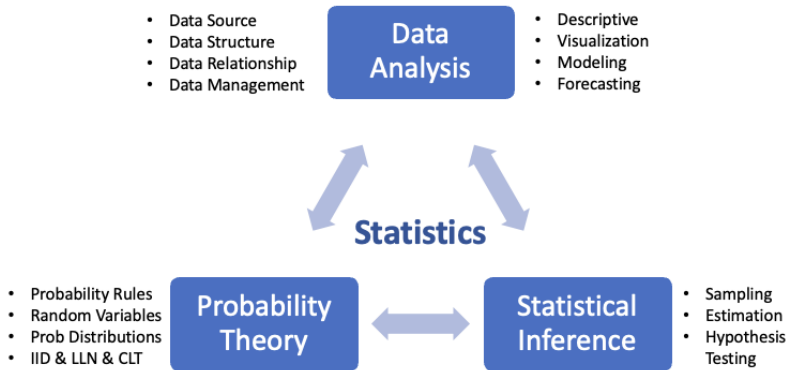 • Data Source
• Data Structure
• Data Relationship
• Data Management
Data
Analysis
• Descriptive
• Visualization
• Modeling
• Forecasting
Statistics
• Probability Rules
• Random Variables
• Prob Distributions
• IID & LLN & CLT
Probability
Theory
Statistical
Inference
• Sampling
• Estimation
• Hypothesis
Testing